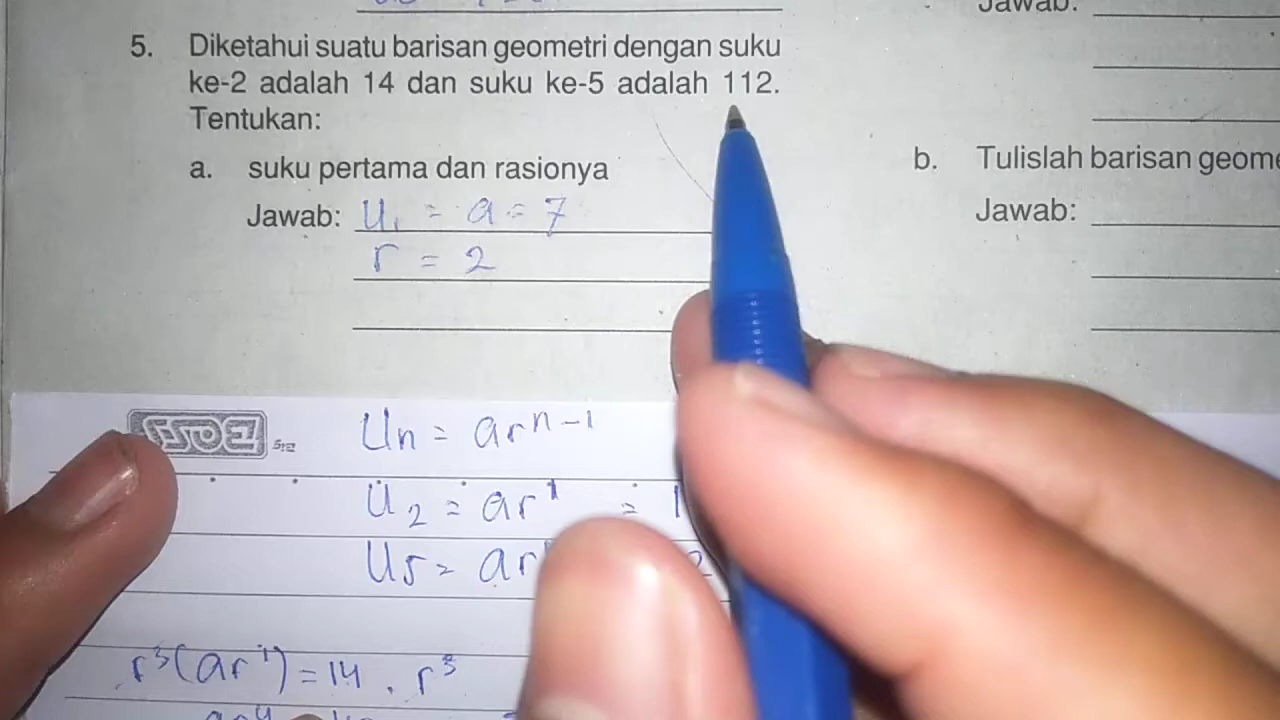 5. Diketahui suatu barisan geometri dengan suku
ke-2 adalah 14 dan suku ke-5 adalah 112.
Tentukan:
a. suku pertama dan rasionya
Jawab: U₁ = a = 7
r = 2
Jawab:
b. Tulislah barisan
Jawab:
Un = arⁿ⁻¹
U₂ = ar¹ =
U₅ = ar
r³(ar¹) = 14 . r³